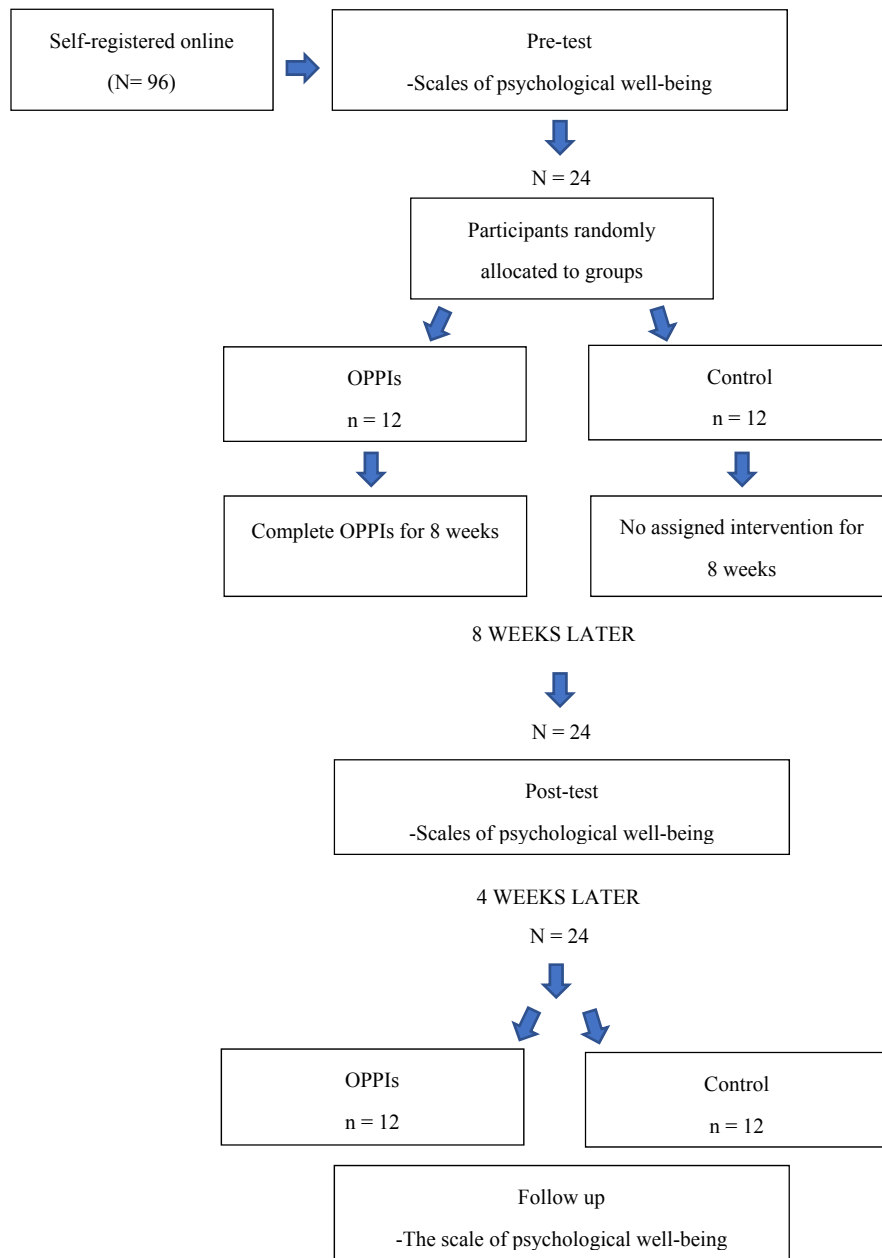 Self-registered online
(N= 96)
Pre-test
-Scales of psychological well-being
N = 24
Participants randomly
allocated to groups
OPPIs
n = 12
Control
n = 12
Complete OPPIs for 8 weeks
No assigned intervention for
8 weeks
8 WEEKS LATER
N = 24
Post-test
-Scales of psychological well-being
4 WEEKS LATER
N = 24
OPPIs
n = 12
Control
n = 12
Follow up
-The scale of psychological well-being